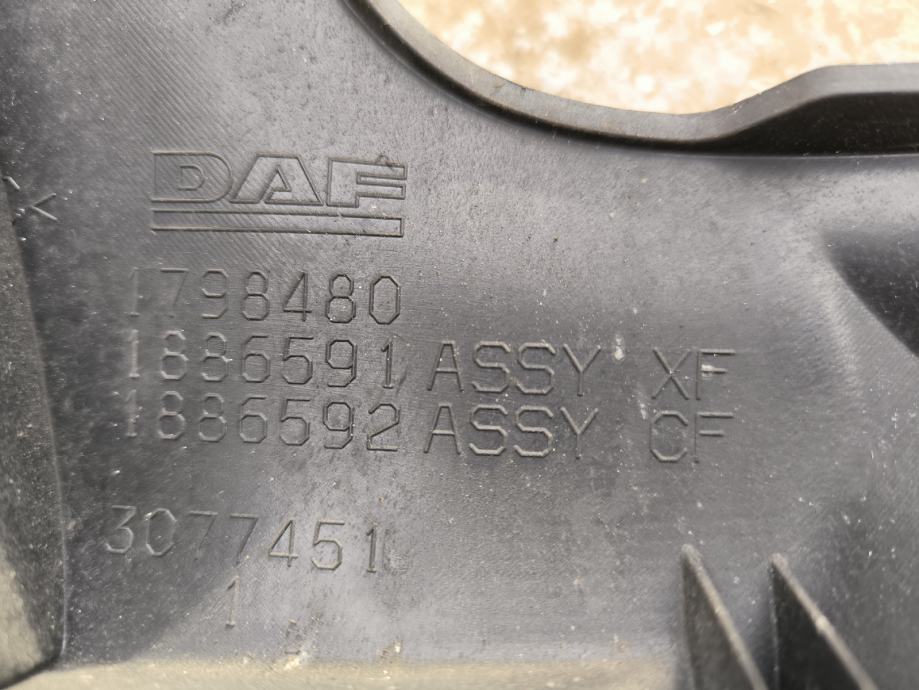 DAF
1798480
1886591 ASSY XF
1886592 ASSY CF
3077451
1